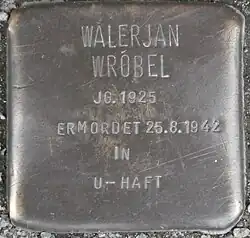 WALERJAN
WRÓBEL
JG. 1925
ERMORDET 25.8.1942
IN
U-HAFT